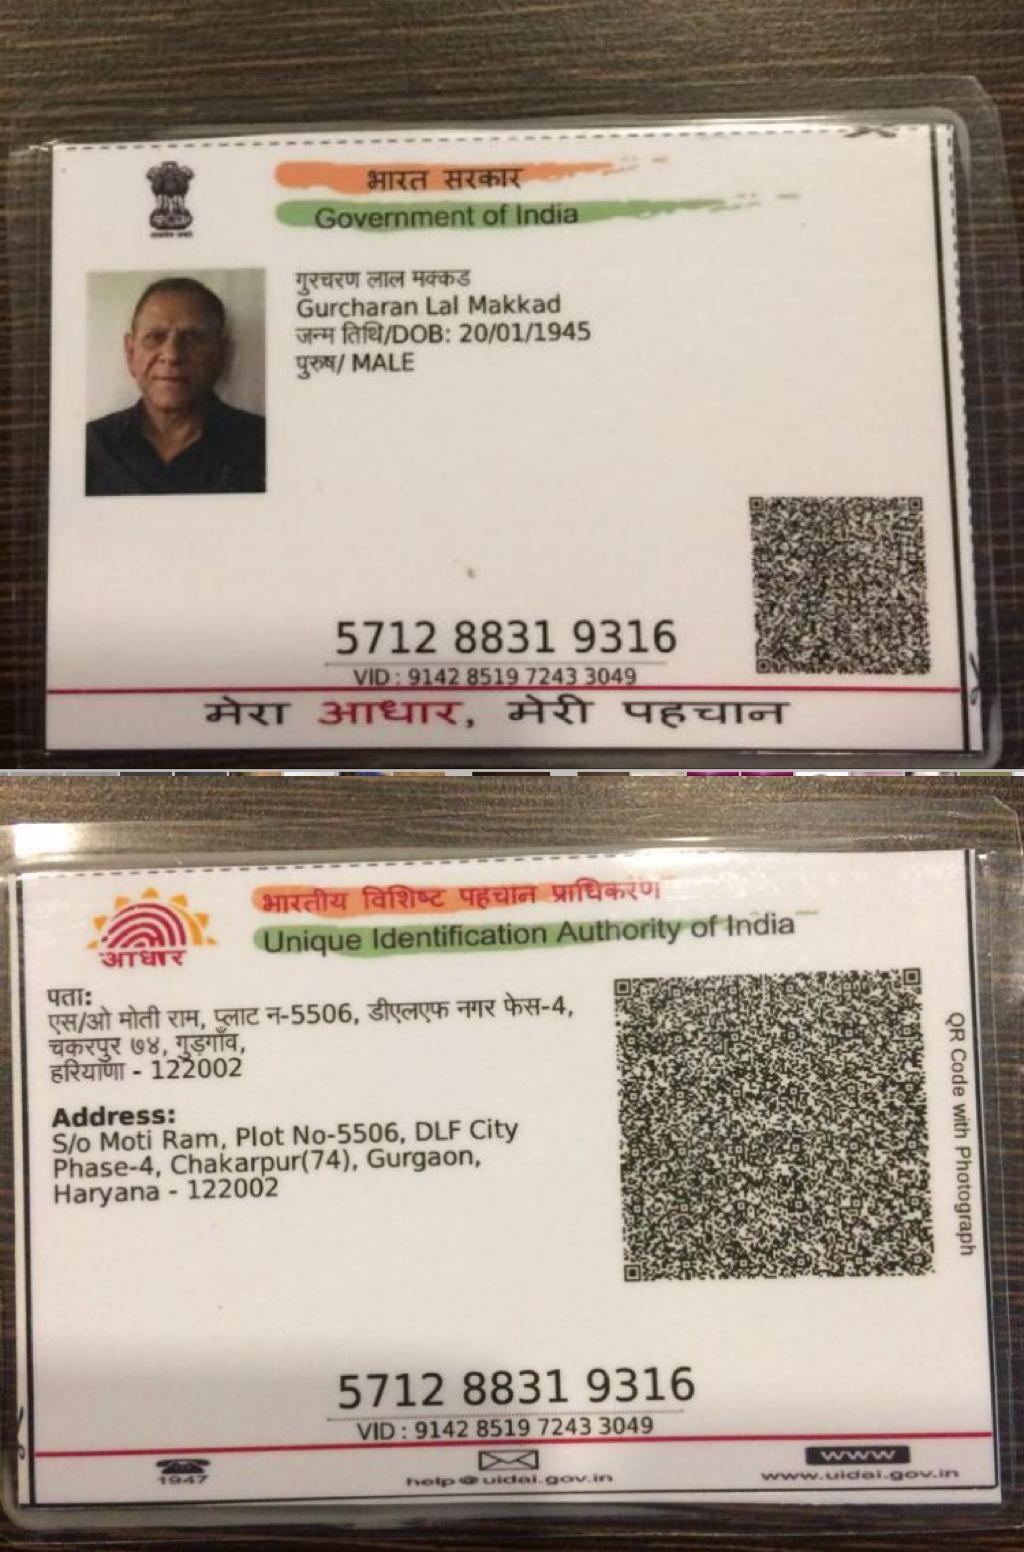 भारत सरकार
Government of India
गुरचरण लाल मक्कड
Gurcharan Lal Makkad
जन्म तिथि/DOB: 20/01/1945
पुरुष/ MALE
5712 8831 9316
VID : 9142 8519 7243 3049
मेरा आधार, मेरी पहचान
भारतीय विशिष्ट पहचान प्राधिकरण
Unique Identification Authority of India
आधार
पता:
एस/ओ मोती राम, प्लाट न-5506, डीएलएफ नगर फेस-4,
चकरपुर ७४, गुड़गाँव,
हरियाणा - 122002
Address:
S/o Moti Ram, Plot No-5506, DLF City
Phase-4, Chakarpur(74), Gurgaon,
Haryana - 122002
QR Code with Photograph
5712 8831 9316
VID : 9142 8519 7243 3049
1947
help@uidai.gov.in
www
www.uidai.gov.in